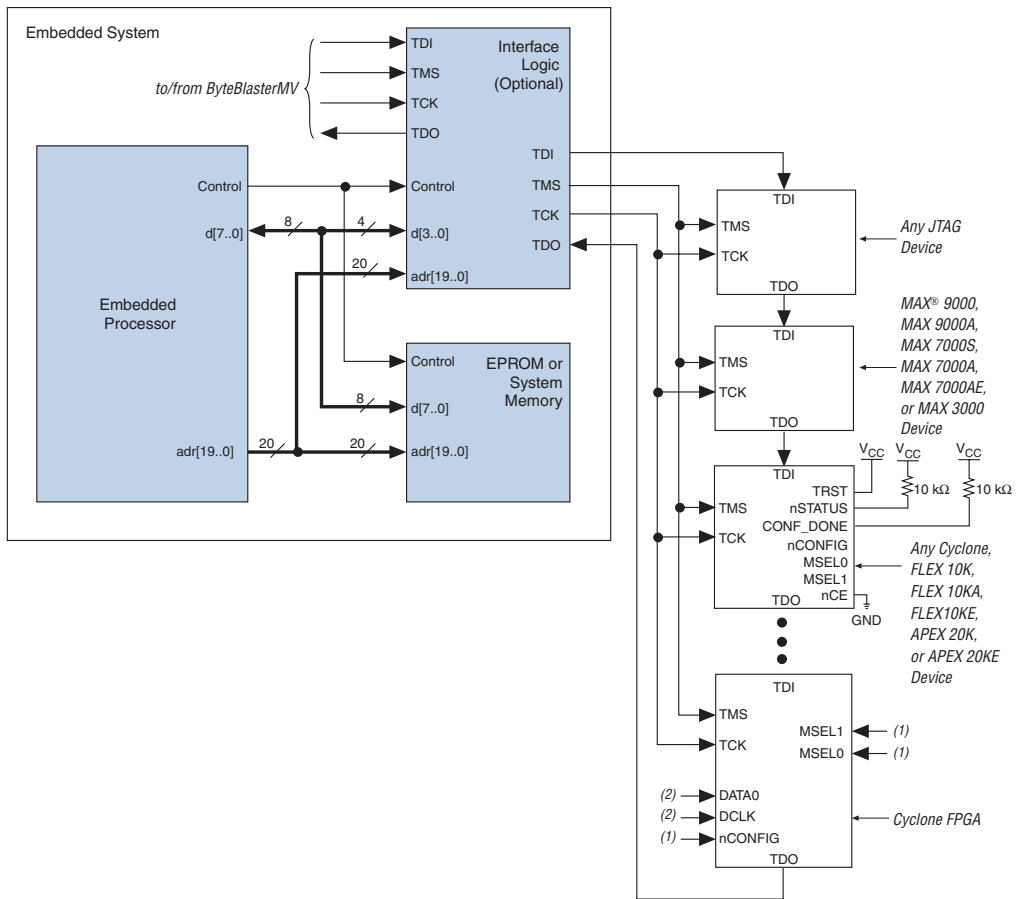 Embedded System
to/from ByteBlasterMV
TDI
TMS
TCK
TDO
Interface
Logic
(Optional)
TDI
TMS
TCK
TDO
Control
d[3..0]
adr[19..0]
Control
d[7..0]
8
4
20
Embedded
Processor
adr[19..0]
20
20
8
Control
d[7..0]
adr[19..0]
EPROM or
System
Memory
TDI
TMS
TCK
TDO
Any JTAG
Device
TDI
TMS
TCK
TDO
MAX® 9000,
MAX 9000A,
MAX 7000S,
MAX 7000A,
MAX 7000AE,
or MAX 3000
Device
VCC
VCC
VCC
10 kΩ
10 kΩ
TDI
TMS
TCK
TRST
nSTATUS
CONF_DONE
nCONFIG
MSEL0
MSEL1
nCE
TDO
GND
Any Cyclone,
FLEX 10K,
FLEX 10KA,
FLEX10KE,
APEX 20K,
or APEX 20KE
Device
TDI
TMS
TCK
MSEL1
(1)
MSEL0
(1)
(2)
DATA0
(2)
DCLK
(1)
nCONFIG
TDO
Cyclone FPGA